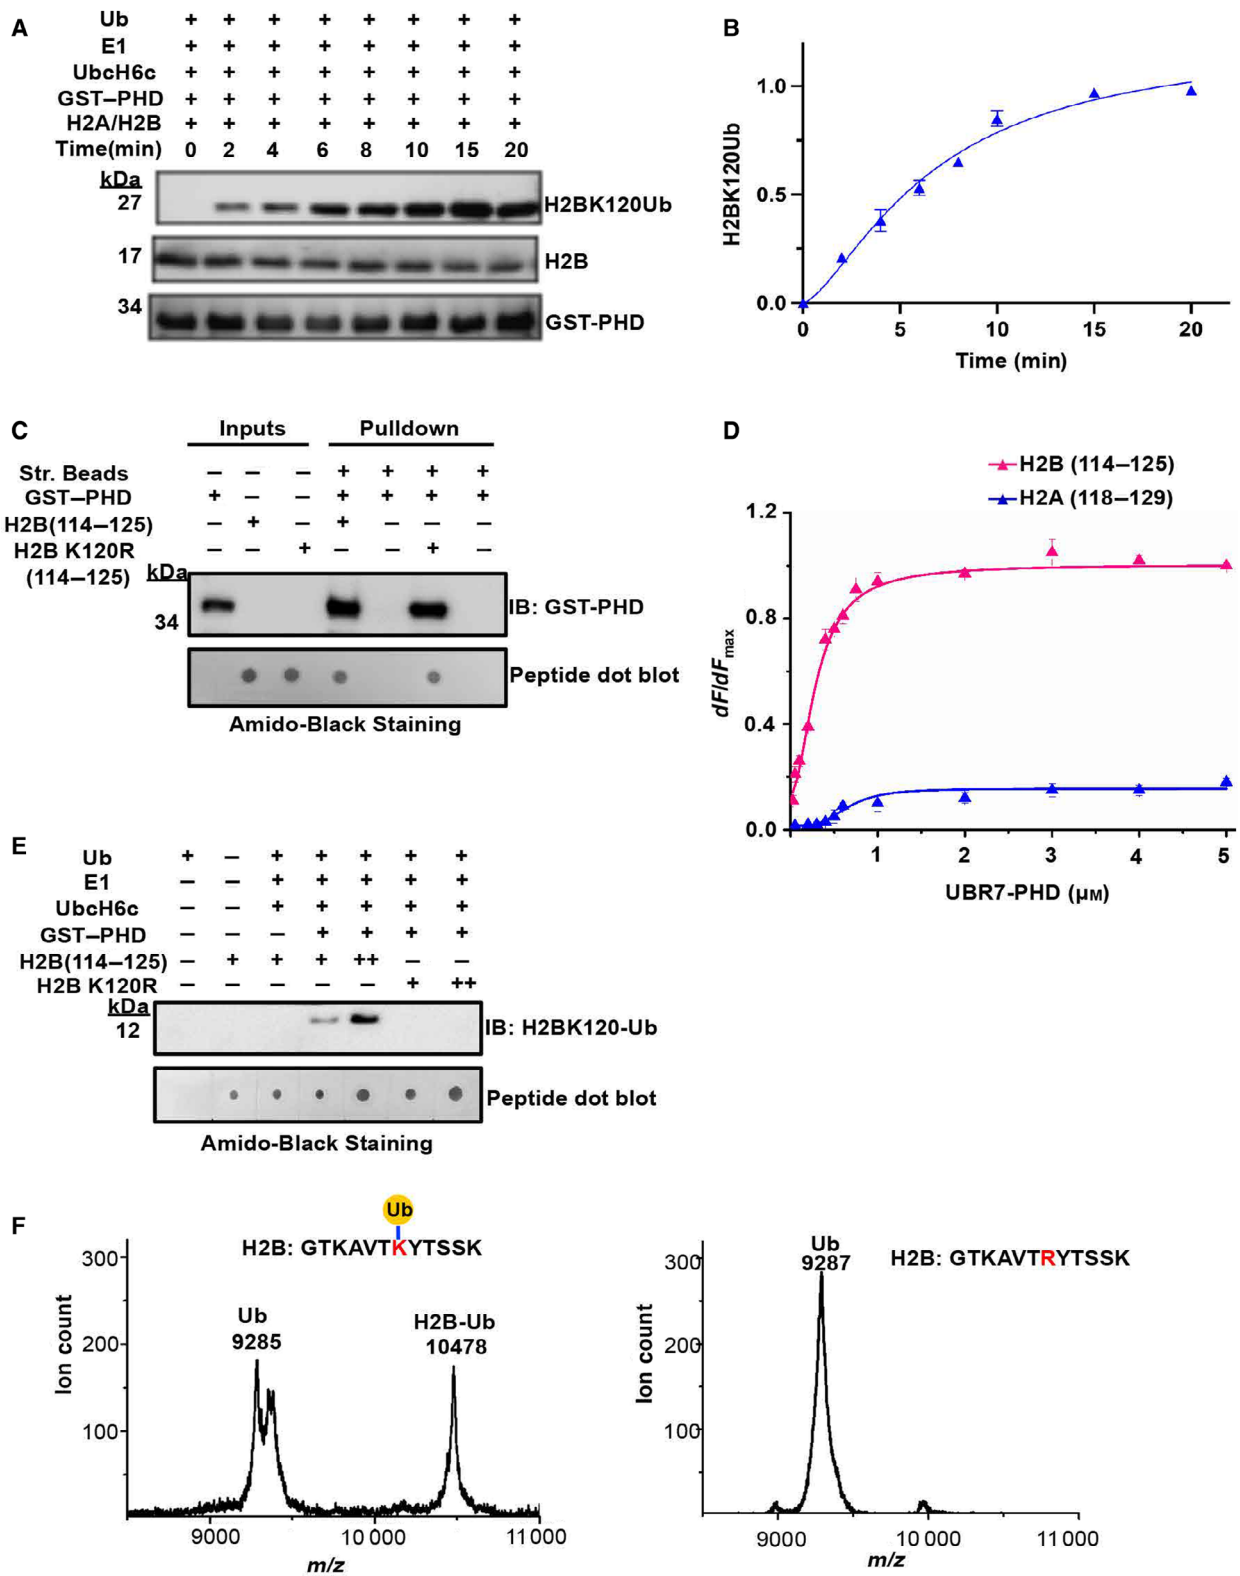 A
Ub + + + + + + + +
E1 + + + + + + + +
UbcH6c + + + + + + + +
GST–PHD + + + + + + + +
H2A/H2B + + + + + + + +
Time(min) 0 2 4 6 8 10 15 20
kDa
27
H2BK120Ub
17
H2B
34
GST-PHD
B
H2BK120Ub
1.0
0.5
0.0
0 5 10 15 20
Time (min)
C
Inputs Pulldown
Str. Beads – – – + + + +
GST–PHD + – – + + + +
H2B(114–125) – + – + – – –
H2B K120R – – + – – + –
(114–125)
kDa
34
IB: GST-PHD
Peptide dot blot
Amido-Black Staining
D
H2B (114–125)
H2A (118–129)
dF/dFmax
1.2
0.8
0.4
0.0
1 2 3 4 5
UBR7-PHD (µM)
E
Ub + – + + + + +
E1 – – + + + + +
UbcH6c – – + + + + +
GST–PHD – – – + + + +
H2B(114–125) – + + + ++ – –
H2B K120R – – – – – + ++
kDa
12
IB: H2BK120-Ub
Peptide dot blot
Amido-Black Staining
F
Ub
H2B: GTKAVTKYTSSK
Ion count
300
200
100
Ub
9285
H2B-Ub
10478
9000 10 000 11 000
m/z
Ub
9287
H2B: GTKAVTRYTSSK
Ion count
300
200
100
9000 10 000 11 000
m/z